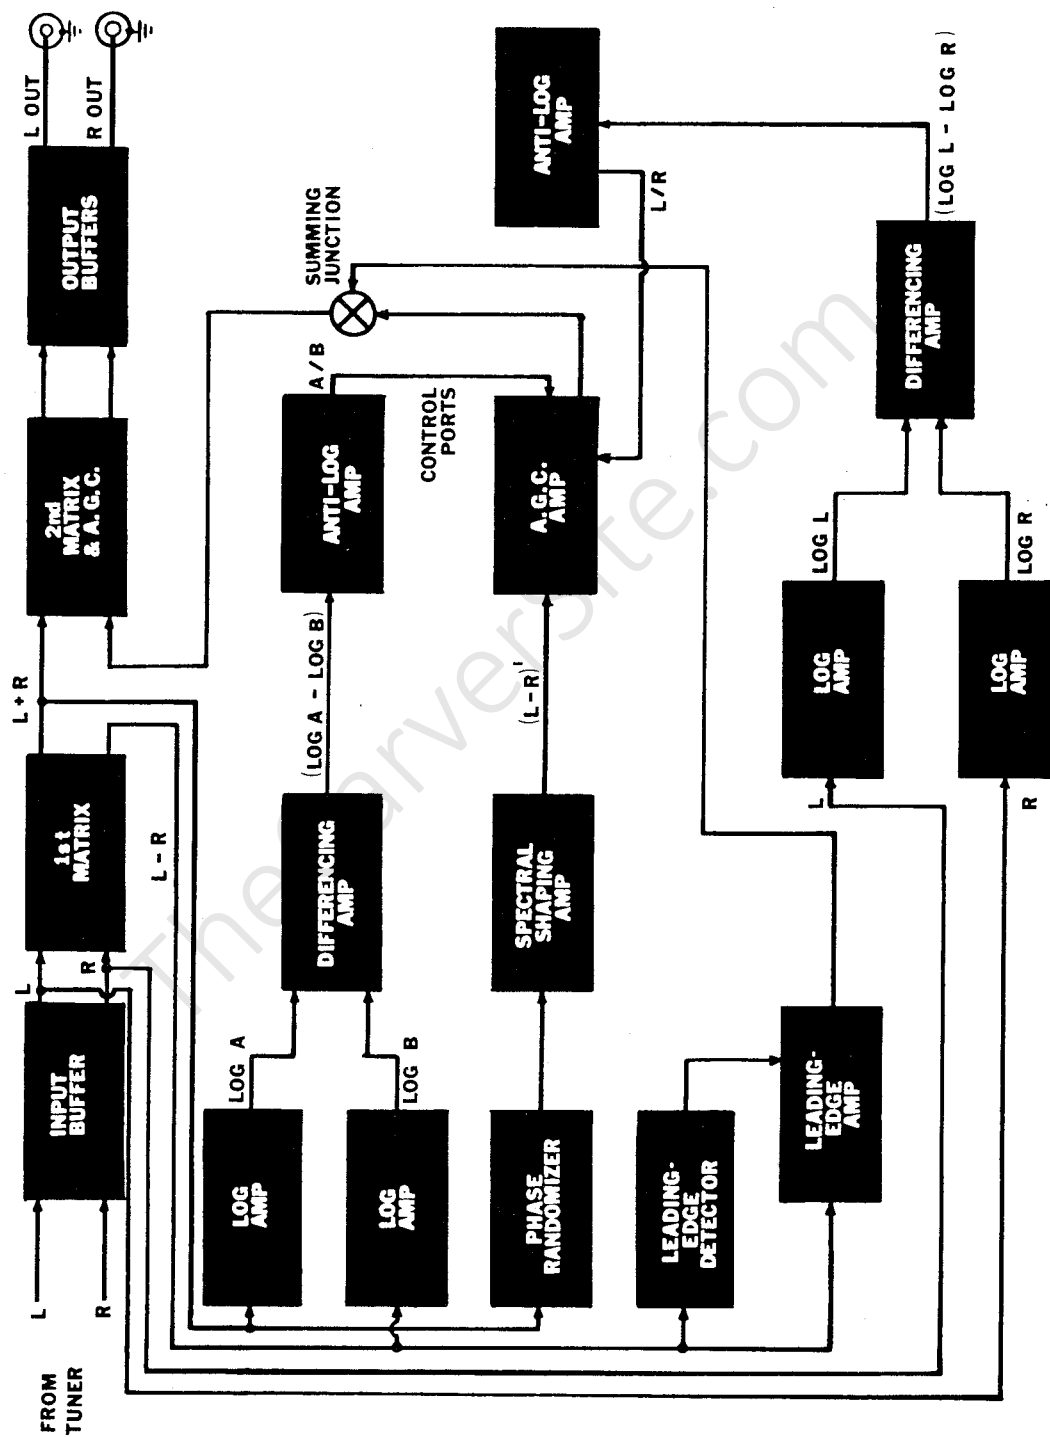 FROM
TUNER
L
R
INPUT
BUFFER
L
R
1st
MATRIX
L+R
L-R
2nd
MATRIX
& A.G.C.
OUTPUT
BUFFERS
L OUT
R OUT
LOG
AMP
LOG A
LOG
AMP
LOG B
DIFFERENCING
AMP
(LOG A - LOG B)
ANTI-LOG
AMP
A/B
SUMMING
JUNCTION
CONTROL
PORTS
PHASE
RANDOMIZER
SPECTRAL
SHAPING
AMP
(L-R)'
A.G.C.
AMP
ANTI-LOG
AMP
L/R
LEADING-
EDGE
DETECTOR
LEADING-
EDGE
AMP
L
LOG
AMP
LOG L
R
LOG
AMP
LOG R
DIFFERENCING
AMP
(LOG L - LOG R)
TheCarverSite.com